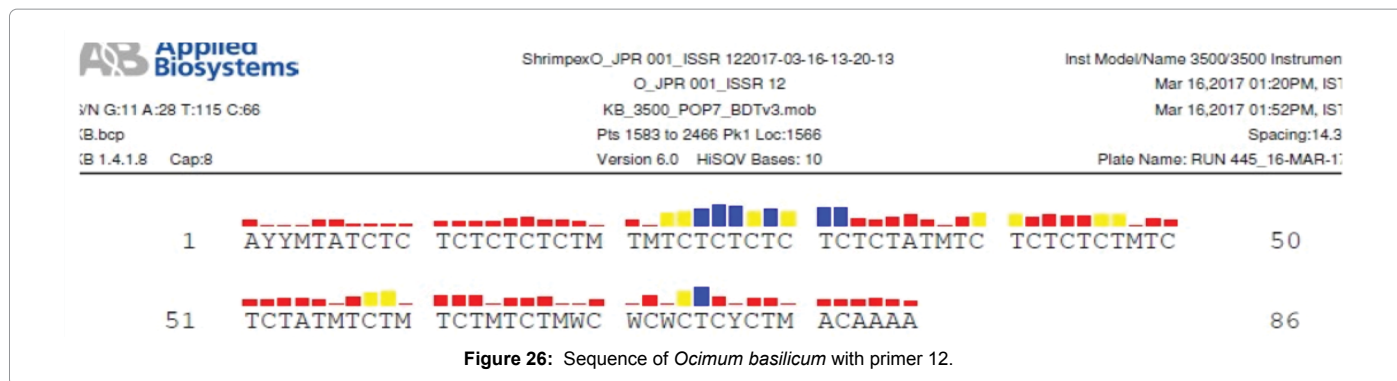 Applied
Biosystems
ShrimpexO_JPR 001_ISSR 122017-03-16-13-20-13
Inst Model/Name 3500/3500 Instrumen
O_JPR 001_ISSR 12
Mar 16,2017 01:20PM, IST
S/N G:11 A:28 T:115 C:66
KB_3500_POP7_BDTv3.mob
Mar 16,2017 01:52PM, IST
KB.bcp
Pts 1583 to 2466 Pk1 Loc:1566
Spacing:14.3
KB 1.4.1.8 Cap:8
Version 6.0 HiSQV Bases: 10
Plate Name: RUN 445_16-MAR-17
1 AYYMTATCTC TCTCTCTCTM TMTCTCTCTC TCTCTATMTC TCTCTCTMTC 50
51 TCTATMTCTM TCTMTCTMWC WCWCTCYCTM ACAAAA 86
Figure 26: Sequence of Ocimum basilicum with primer 12.